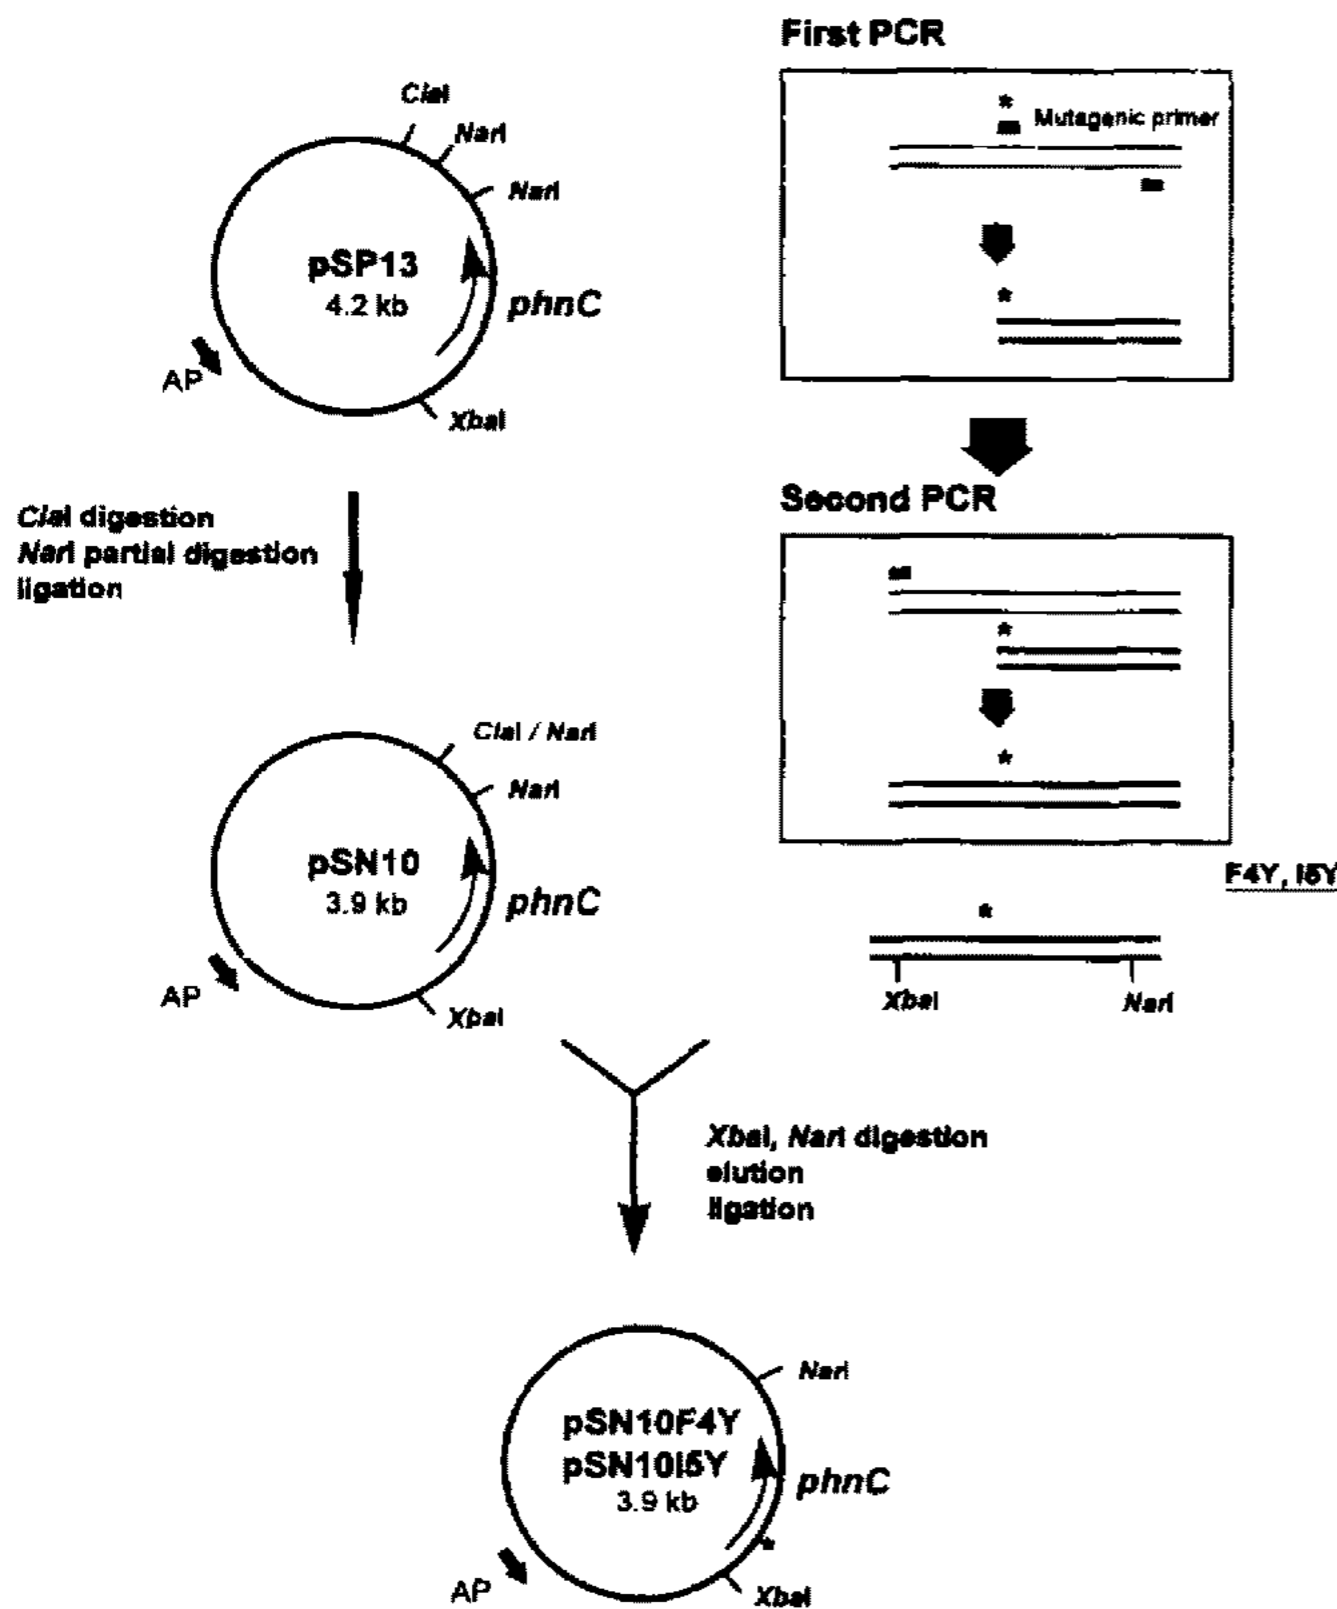 First PCR
*
Mutagenic primer
*
ClaI
NarI
NarI
pSP13
4.2 kb
phnC
AP
XbaI
ClaI digestion
NarI partial digestion
ligation
Second PCR
*
*
ClaI / NarI
NarI
pSN10
3.9 kb
phnC
AP
XbaI
F4Y, I5Y
*
XbaI
NarI
XbaI, NarI digestion
elution
ligation
NarI
pSN10F4Y
pSN10I5Y
3.9 kb
phnC
*
AP
XbaI